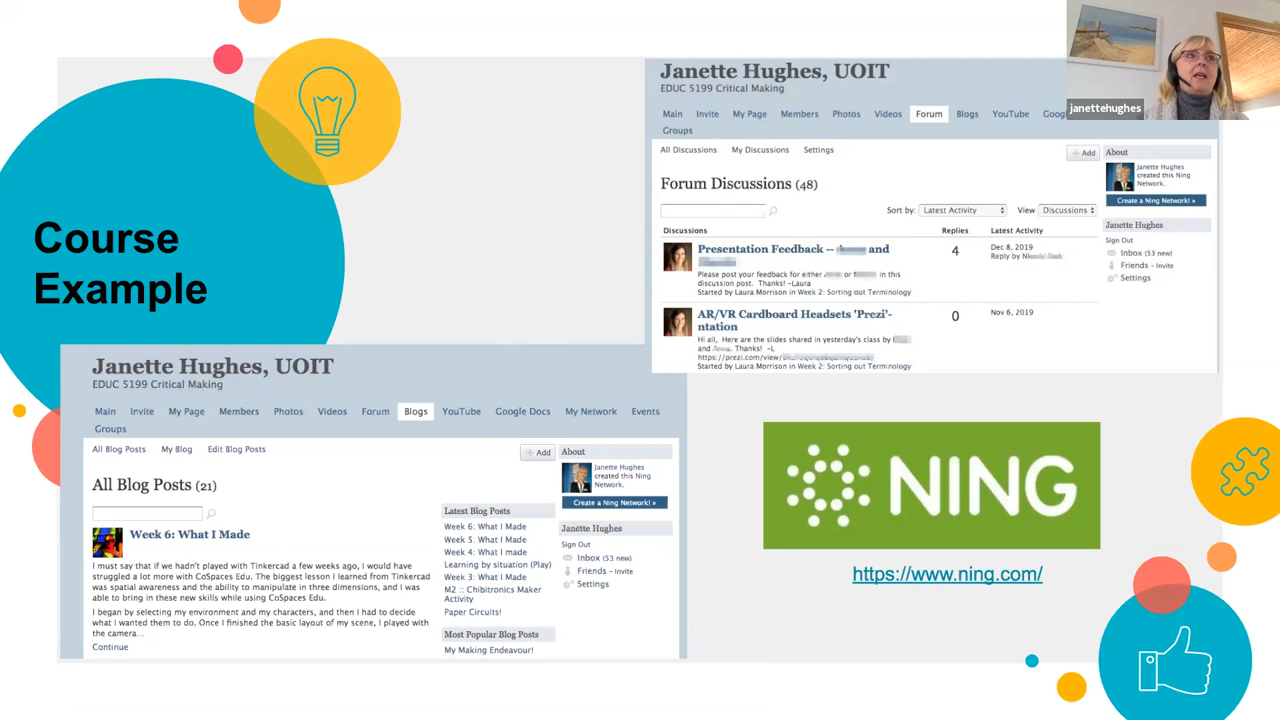 Course
Example
Janette Hughes, UOIT
EDUC 5199 Critical Making
Main Invite My Page Members Photos Videos Forum Blogs YouTube
Groups
All Discussions My Discussions Settings
+ Add
Forum Discussions (48)
Sort by: Latest Activity View Discussions
Discussions Replies Latest Activity
Presentation Feedback -- and
4
Dec 8, 2019
Reply by
Please post your feedback for either or in this
discussion post. Thanks! -Laura
Started by Laura Morrison in Week 2: Sorting out Terminology
AR/VR Cardboard Headsets 'Prezi'-
ntation
0
Nov 6, 2019
Hi all, Here are the slides shared in yesterday's class by
and Thanks! -L
https://prezi.com/view/
Started by Laura Morrison in Week 2: Sorting out Terminology
About
Janette Hughes
created this Ning
Network.
Create a Ning Network! »
Janette Hughes
Sign Out
Inbox (53 new)
Friends - Invite
Settings
janettehughes
Janette Hughes, UOIT
EDUC 5199 Critical Making
Main Invite My Page Members Photos Videos Forum Blogs YouTube Google Docs My Network Events
Groups
All Blog Posts My Blog Edit Blog Posts
+ Add
All Blog Posts (21)
Week 6: What I Made
I must say that if we hadn't played with Tinkercad a few weeks ago, I would have
struggled a lot more with CoSpaces Edu. The biggest lesson I learned from Tinkercad
was spatial awareness and the ability to manipulate in three dimensions, and i was
able to bring in these new skills while using CoSpaces Edu.
I began by selecting my environment and my characters, and then I had to decide
what I wanted them to do. Once I finished the basic layout of my scene, I played with
the camera...
Continue
Latest Blog Posts
Week 6: What I Made
Week 5: What I Made
Week 4: What I made
Learning by situation (Play)
Week 3: What I Made
M2 :: Chibitronics Maker
Activity
Paper Circuits!
Most Popular Blog Posts
My Making Endeavour!
About
Janette Hughes
created this Ning
Network.
Create a Ning Network! »
Janette Hughes
Sign Out
Inbox (53 new)
Friends - Invite
Settings
NING
https://www.ning.com/